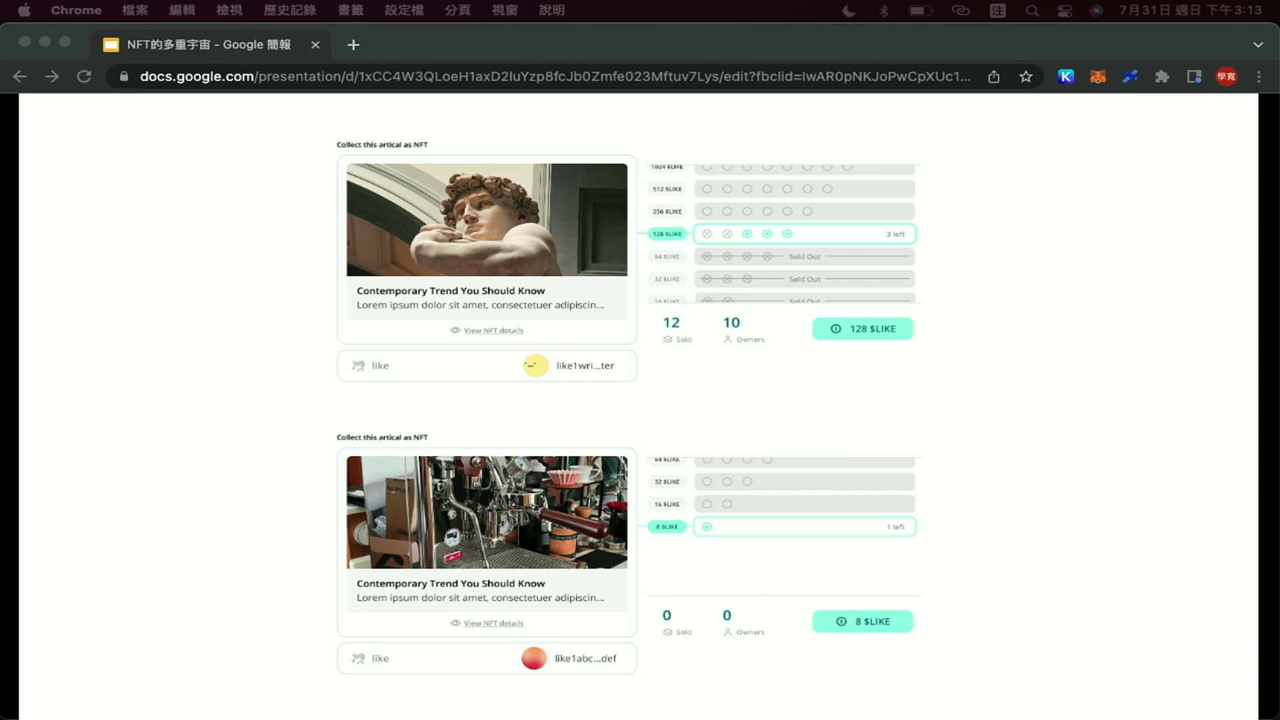 Chrome 檔案 編輯 檢視 歷史記錄 書籤 設定檔 分頁 視窗 說明 注 7月31日 週日 下午3:13
NFT的多重宇宙 - Google 簡報
docs.google.com/presentation/d/1xCC4W3QLoeH1axD2luYzp8fcJb0Zmfe023Mftuv7Lys/edit?fbclid=IwAR0pNKJoPwCpXUc1... 學寬
Collect this artical as NFT
1024 $LIKE
512 $LIKE
256 $LIKE
128 $LIKE 3 left
64 $LIKE Sold Out
32 $LIKE Sold Out
16 $LIKE Sold Out
Contemporary Trend You Should Know
Lorem ipsum dolor sit amet, consectetuer adipiscin...
View NFT details
12 10
Sold Owners
128 $LIKE
like like1wri...ter
Collect this artical as NFT
64 $LIKE
32 $LIKE
16 $LIKE
8 $LIKE 1 left
Contemporary Trend You Should Know
Lorem ipsum dolor sit amet, consectetuer adipiscin...
View NFT details
0 0
Sold Owners
8 $LIKE
like like1abc...def